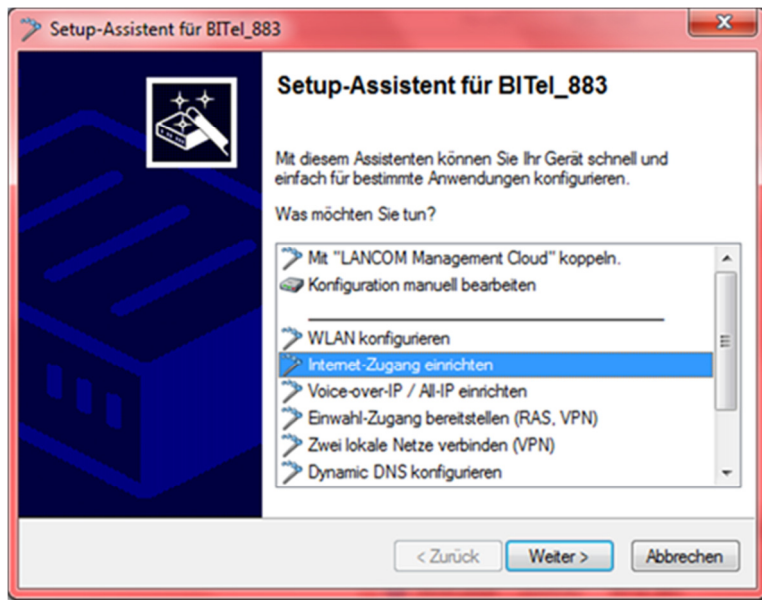 Setup-Assistent für BITel_883
Setup-Assistent für BITel_883
Mit diesem Assistenten können Sie Ihr Gerät schnell und
einfach für bestimmte Anwendungen konfigurieren.
Was möchten Sie tun?
Mit "LANCOM Management Cloud" koppeln.
Konfiguration manuell bearbeiten
WLAN konfigurieren
Internet-Zugang einrichten
Voice-over-IP / All-IP einrichten
Einwahl-Zugang bereitstellen (RAS, VPN)
Zwei lokale Netze verbinden (VPN)
Dynamic DNS konfigurieren
< Zurück Weiter > Abbrechen